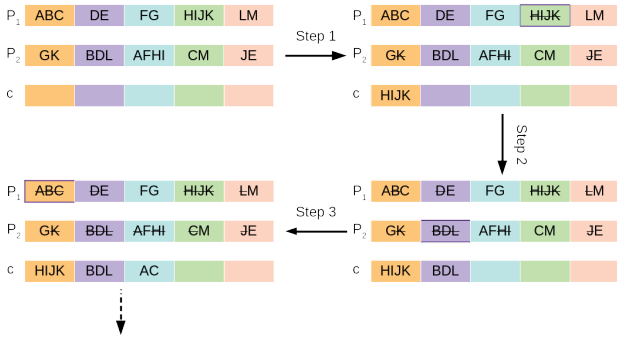 P1 ABC DE FG HIJK LM
P2 GK BDL AFHI CM JE
c
Step 1
P1 ABC DE FG HIJK LM
P2 GK BDL AFHI CM JE
c HIJK
Step 2
P1 ABC DE FG HIJK LM
P2 GK BDL AFHI CM JE
c HIJK BDL
Step 3
P1 ABC DE FG HIJK LM
P2 GK BDL AFHI CM JE
c HIJK BDL AC